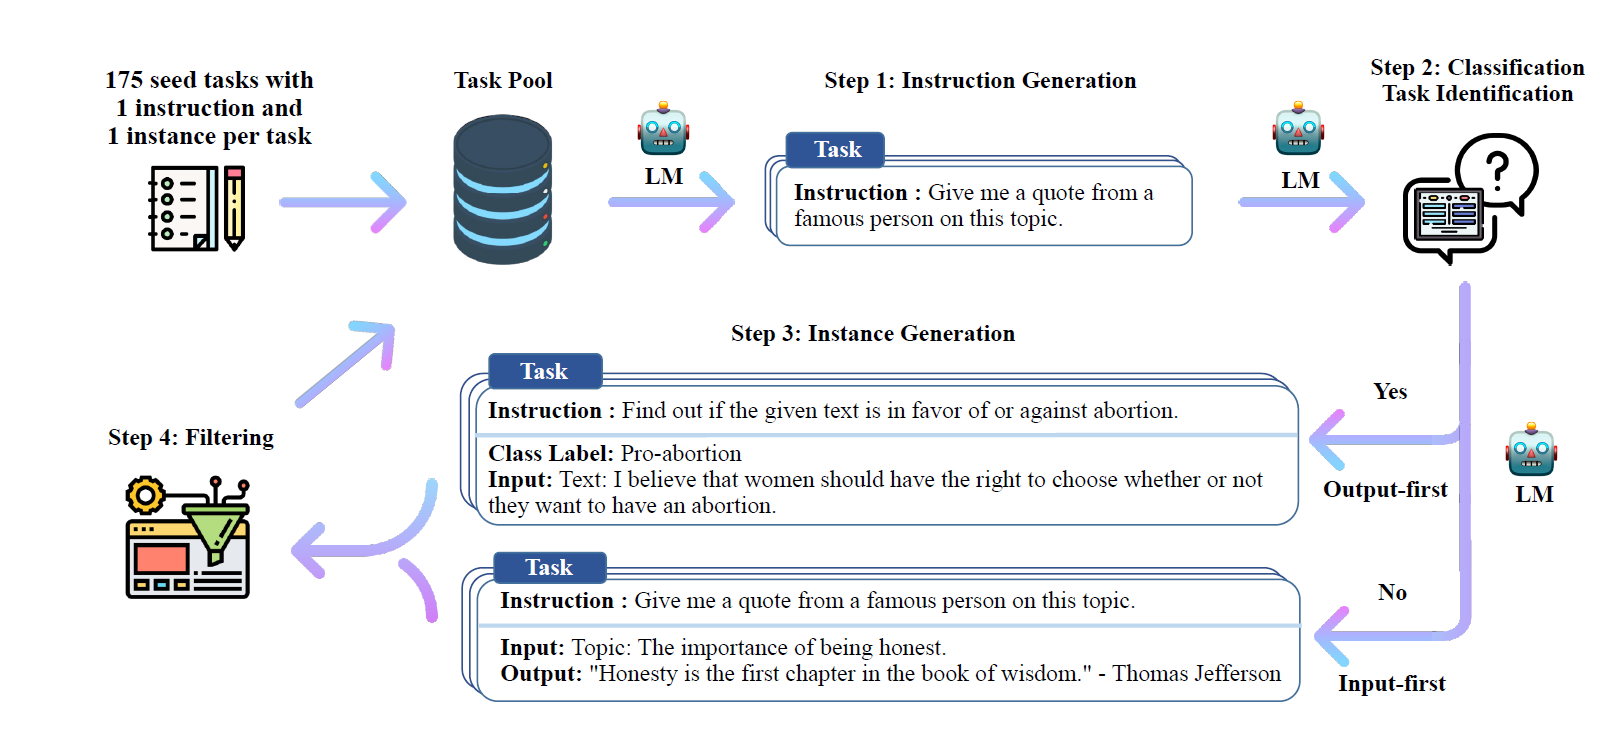 175 seed tasks with
1 instruction and
1 instance per task
Task Pool
LM
Step 1: Instruction Generation
Task
Instruction : Give me a quote from a
famous person on this topic.
LM
Step 2: Classification
Task Identification
Step 3: Instance Generation
Task
Instruction : Find out if the given text is in favor of or against abortion.
Class Label: Pro-abortion
Input: Text: I believe that women should have the right to choose whether or not
they want to have an abortion.
Yes
Output-first
LM
Step 4: Filtering
Task
Instruction : Give me a quote from a famous person on this topic.
Input: Topic: The importance of being honest.
Output: "Honesty is the first chapter in the book of wisdom." - Thomas Jefferson
No
Input-first